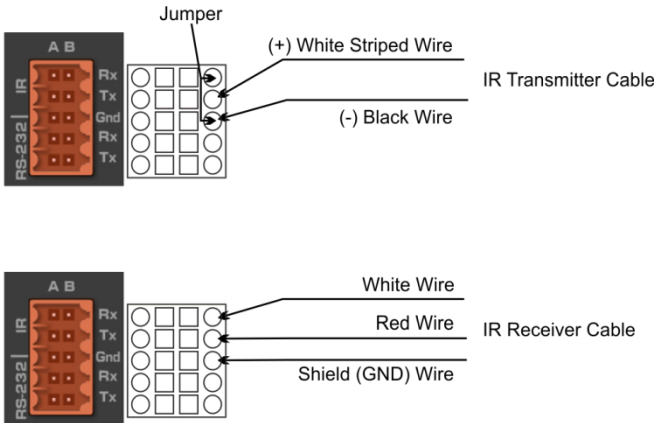 Jumper
A B
IR
RS-232
Rx
Tx
Gnd
Rx
Tx
(+) White Striped Wire
(-) Black Wire
IR Transmitter Cable
A B
IR
RS-232
Rx
Tx
Gnd
Rx
Tx
White Wire
Red Wire
Shield (GND) Wire
IR Receiver Cable